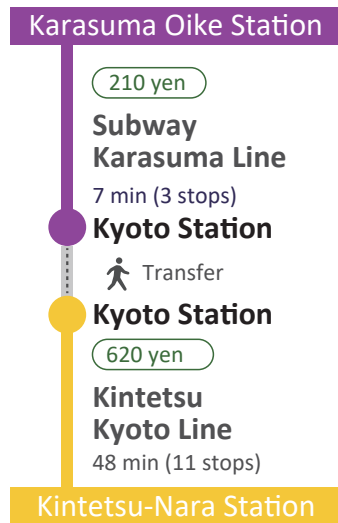 Karasuma Oike Station
210 yen
Subway
Karasuma Line
7 min (3 stops)
Kyoto Station
Transfer
Kyoto Station
620 yen
Kintetsu
Kyoto Line
48 min (11 stops)
Kintetsu-Nara Station